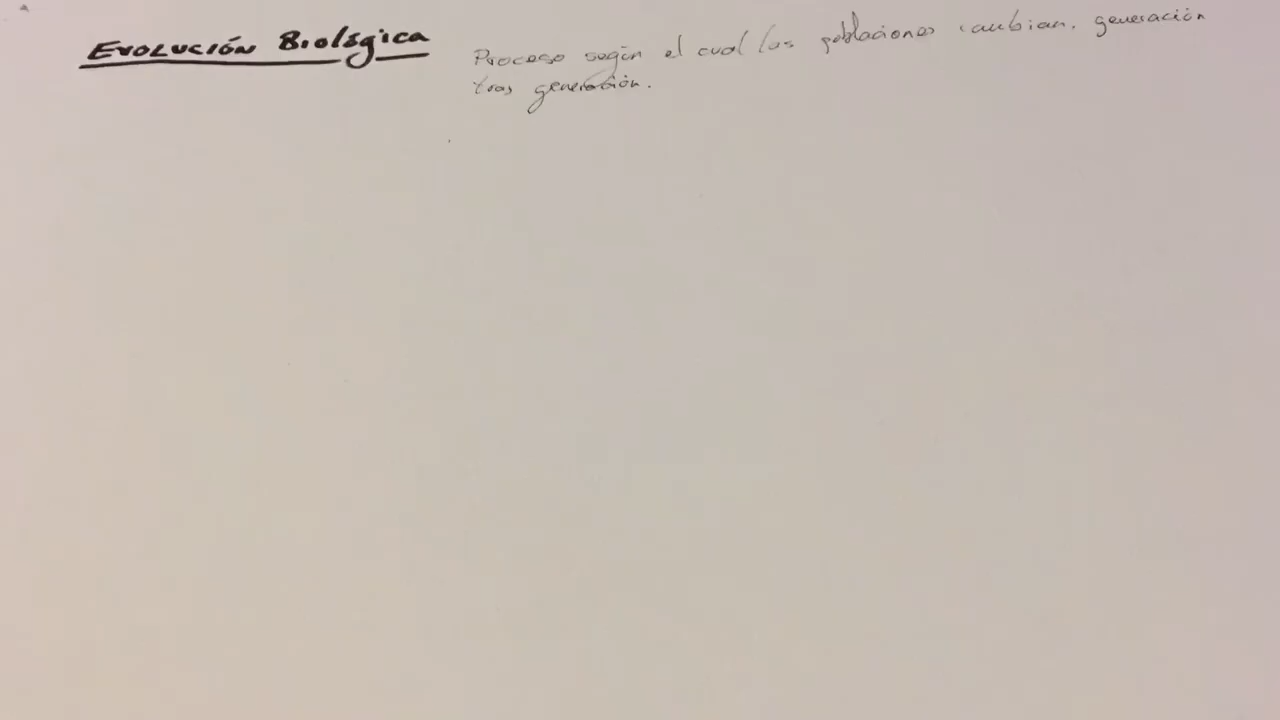 Evolución Biológica
Proceso según el cual las poblaciones cambian, generación
tras generación.